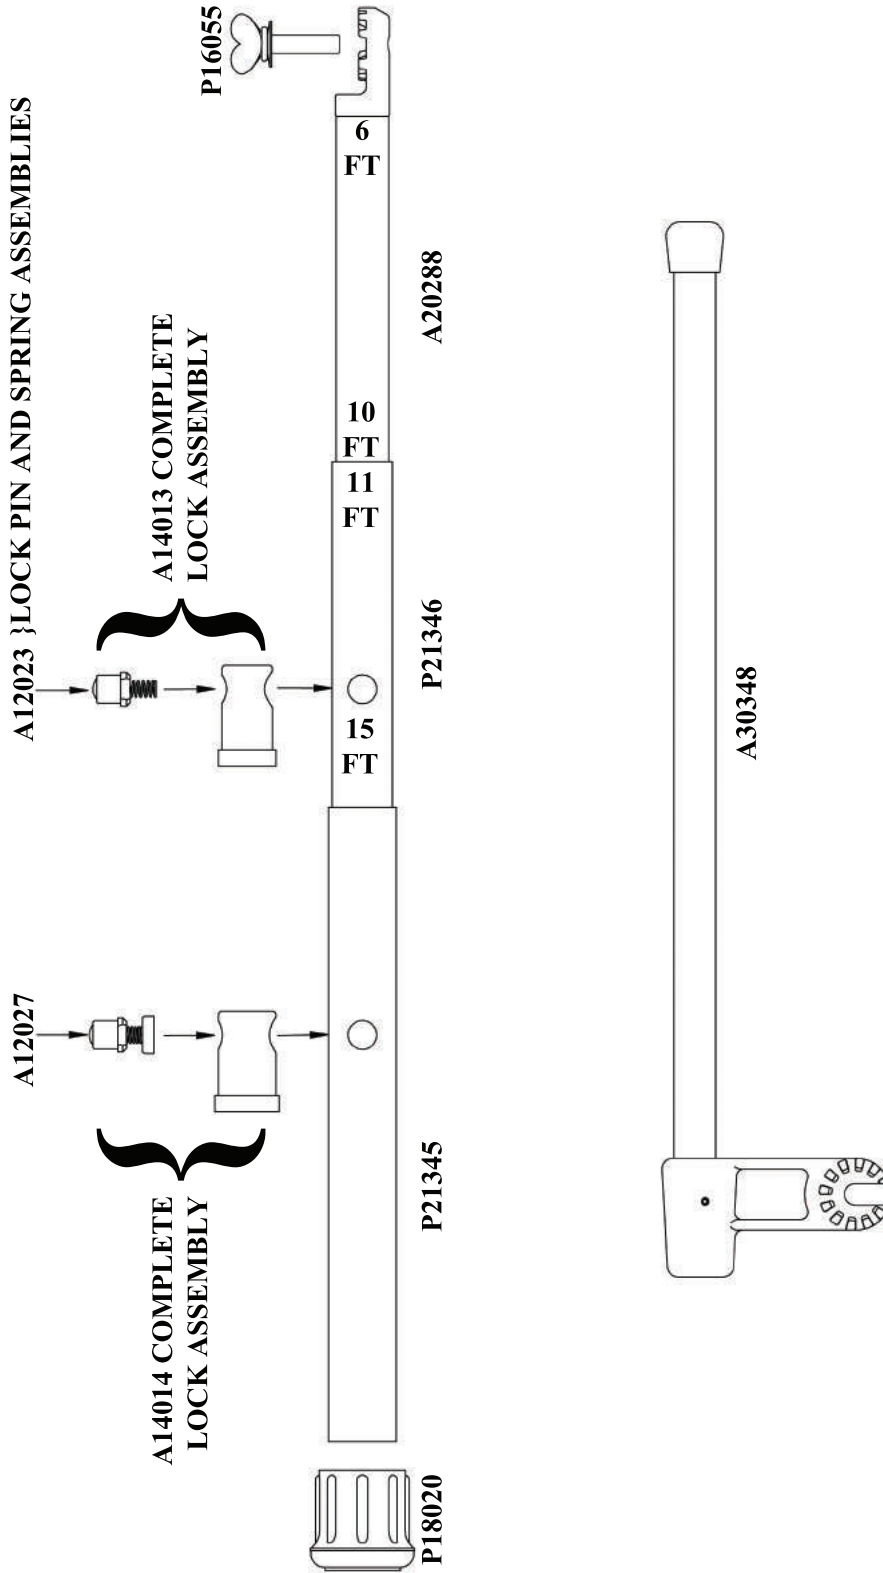 A12027
A12023 }LOCK PIN AND SPRING ASSEMBLIES
A14014 COMPLETE
LOCK ASSEMBLY
A14013 COMPLETE
LOCK ASSEMBLY
P16055
15
FT
11
FT
10
FT
6
FT
P18020
P21345
P21346
A20288
A30348